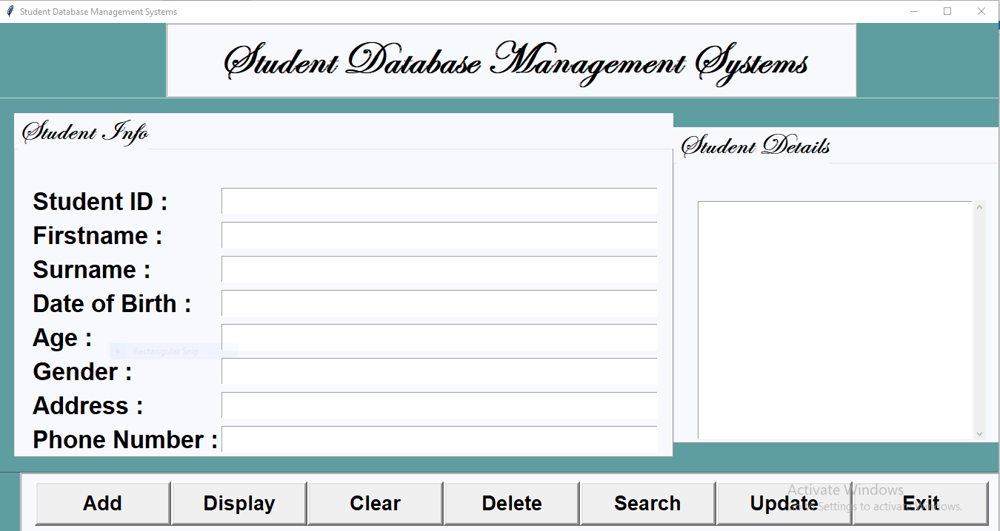 Student Database Management Systems
Student Database Management Systems
Student Info
Student Details
Student ID :
Firstname :
Surname :
Date of Birth :
Age :
Rectangular Snip
Gender :
Address :
Phone Number :
Add Display Clear Delete Search Update Exit
Activate Windows
to Settings to activate Windows.